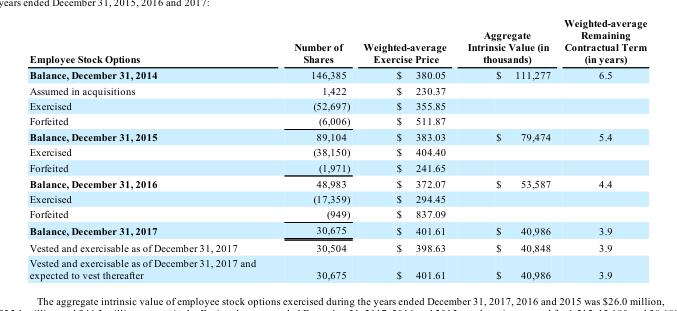 years ended December 31, 2015, 2016 and 2017:
Employee Stock Options Number of Shares Weighted-average Exercise Price Aggregate Intrinsic Value (in thousands) Weighted-average Remaining Contractual Term (in years)
Balance, December 31, 2014 146,385 $ 380.05 $ 111,277 6.5
Assumed in acquisitions 1,422 $ 230.37
Exercised (52,697) $ 355.85
Forfeited (6,006) $ 511.87
Balance, December 31, 2015 89,104 $ 383.03 $ 79,474 5.4
Exercised (38,150) $ 404.40
Forfeited (1,971) $ 241.65
Balance, December 31, 2016 48,983 $ 372.07 $ 53,587 4.4
Exercised (17,359) $ 294.45
Forfeited (949) $ 837.09
Balance, December 31, 2017 30,675 $ 401.61 $ 40,986 3.9
Vested and exercisable as of December 31, 2017 30,504 $ 398.63 $ 40,848 3.9
Vested and exercisable as of December 31, 2017 and
expected to vest thereafter 30,675 $ 401.61 $ 40,986 3.9
The aggregate intrinsic value of employee stock options exercised during the years ended December 31, 2017, 2016 and 2015 was $26.0 million,